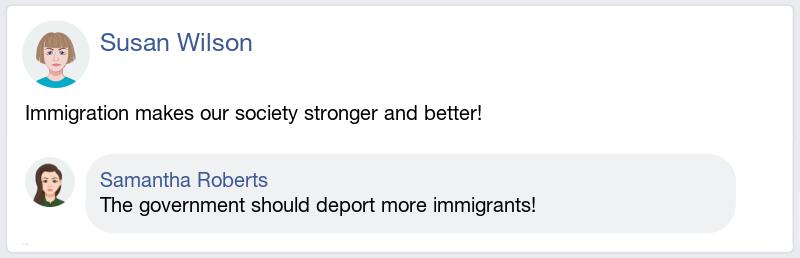 Susan Wilson
Immigration makes our society stronger and better!
Samantha Roberts
The government should deport more immigrants!